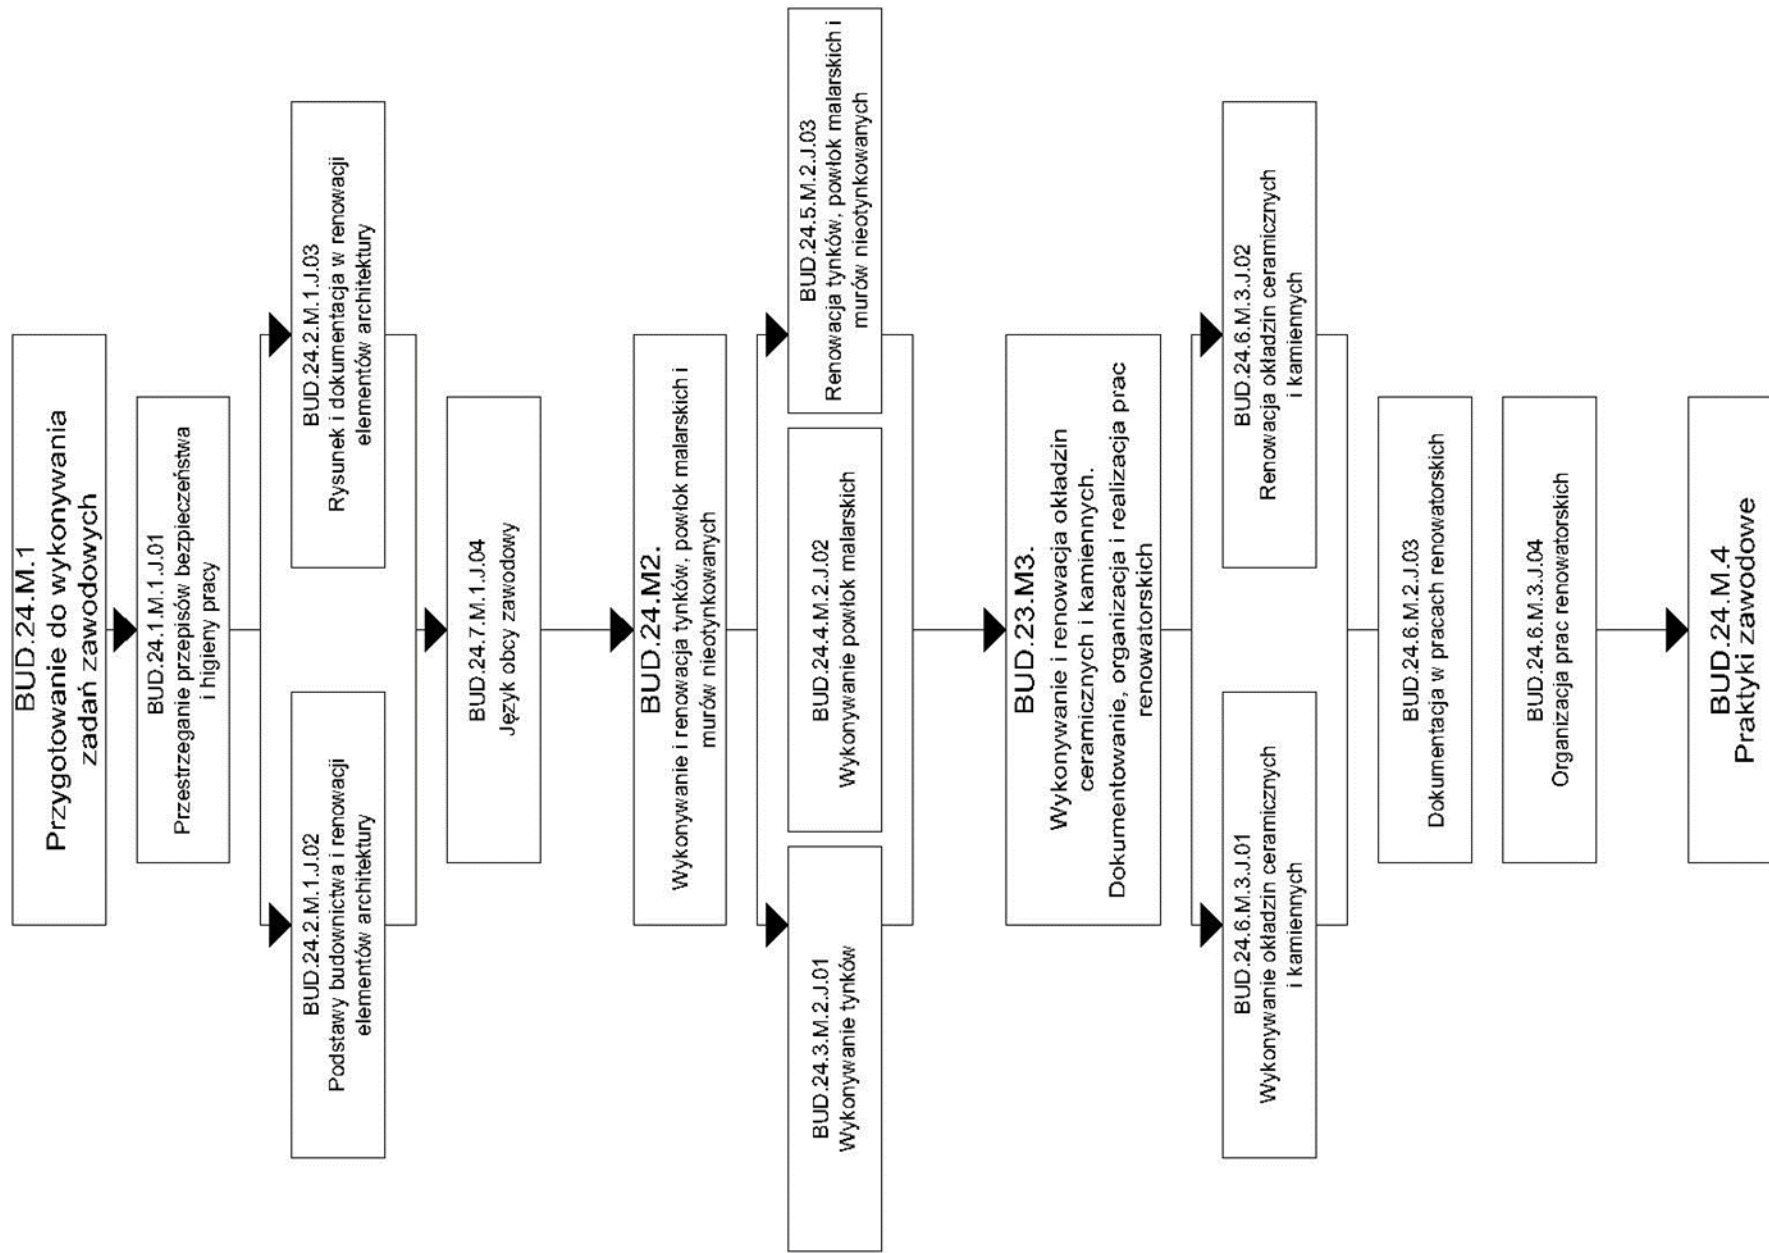 BUD.24.M.1
Przygotowanie do wykonywania
zadań zawodowych
BUD.24.1.M.1.J.01
Przestrzeganie przepisów bezpieczeństwa
i higieny pracy
BUD.24.2.M.1.J.02
Podstawy budownictwa i renowacji
elementów architektury
BUD.24.2.M.1.J.03
Rysunek i dokumentacja w renowacji
elementów architektury
BUD.24.7.M.1.J.04
Język obcy zawodowy
BUD.24.M2.
Wykonywanie i renowacja tynków, powłok malarskich i
murów nieotynkowanych
BUD.24.3.M.2.J.01
Wykonywanie tynków
BUD.24.4.M.2.J.02
Wykonywanie powłok malarskich
BUD.24.5.M.2.J.03
Renowacja tynków, powłok malarskich i
murów nieotynkowanych
BUD.23.M3.
Wykonywanie i renowacja okładzin
ceramicznych i kamiennych.
Dokumentowanie, organizacja i realizacja prac
renowatorskich
BUD.24.6.M.3.J.01
Wykonywanie okładzin ceramicznych
i kamiennych
BUD.24.6.M.3.J.02
Renowacja okładzin ceramicznych
i kamiennych
BUD.24.6.M.2.J.03
Dokumentacja w pracach renowatorskich
BUD.24.6.M.3.J.04
Organizacja prac renowatorskich
BUD.24.M.4
Praktyki zawodowe